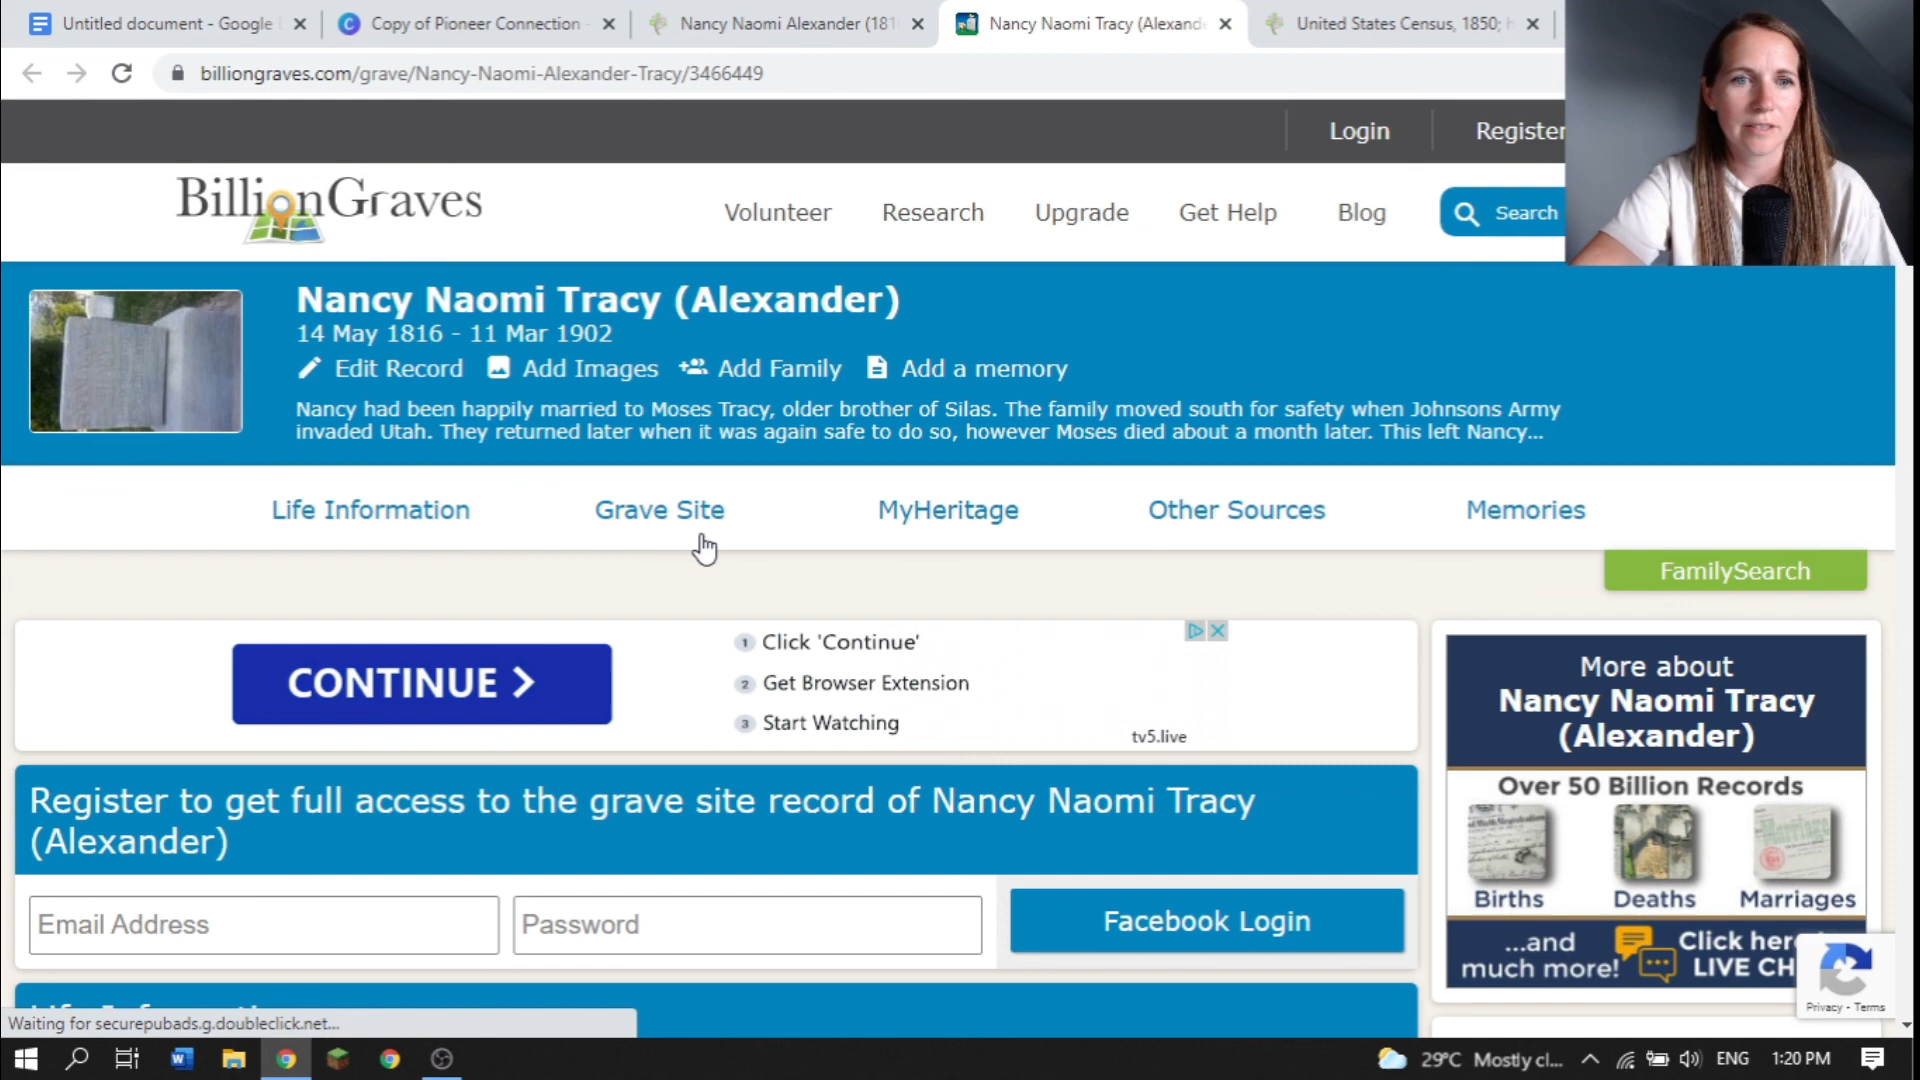 Untitled document - Google
Copy of Pioneer Connection -
Nancy Naomi Alexander (181
Nancy Naomi Tracy (Alexand
United States Census, 1850;
billiongraves.com/grave/Nancy-Naomi-Alexander-Tracy/3466449
Login
Register
BillionGraves
Volunteer
Research
Upgrade
Get Help
Blog
Search
Nancy Naomi Tracy (Alexander)
14 May 1816 - 11 Mar 1902
Edit Record
Add Images
Add Family
Add a memory
Nancy had been happily married to Moses Tracy, older brother of Silas. The family moved south for safety when Johnsons Army
invaded Utah. They returned later when it was again safe to do so, however Moses died about a month later. This left Nancy...
Life Information
Grave Site
MyHeritage
Other Sources
Memories
FamilySearch
CONTINUE >
1 Click 'Continue'
2 Get Browser Extension
3 Start Watching
tv5.live
More about
Nancy Naomi Tracy
(Alexander)
Over 50 Billion Records
Births
Deaths
Marriages
...and
much more!
Click here
LIVE CH
Register to get full access to the grave site record of Nancy Naomi Tracy
(Alexander)
Email Address
Password
Facebook Login
Privacy - Terms
Waiting for securepubads.g.doubleclick.net...
29°C Mostly cl...
ENG
1:20 PM